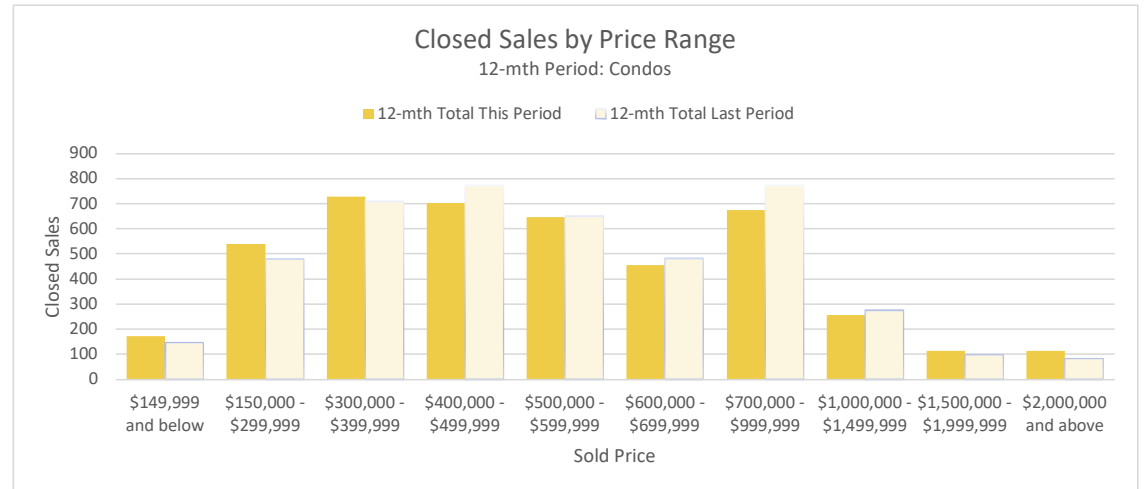 Closed Sales by Price Range
12-mth Period: Condos
12-mth Total This Period 12-mth Total Last Period
900
800
700
600
500
400
300
200
100
0
Closed Sales
$149,999 and below
$150,000 - $299,999
$300,000 - $399,999
$400,000 - $499,999
$500,000 - $599,999
$600,000 - $699,999
$700,000 - $999,999
$1,000,000 - $1,499,999
$1,500,000 - $1,999,999
$2,000,000 and above
Sold Price